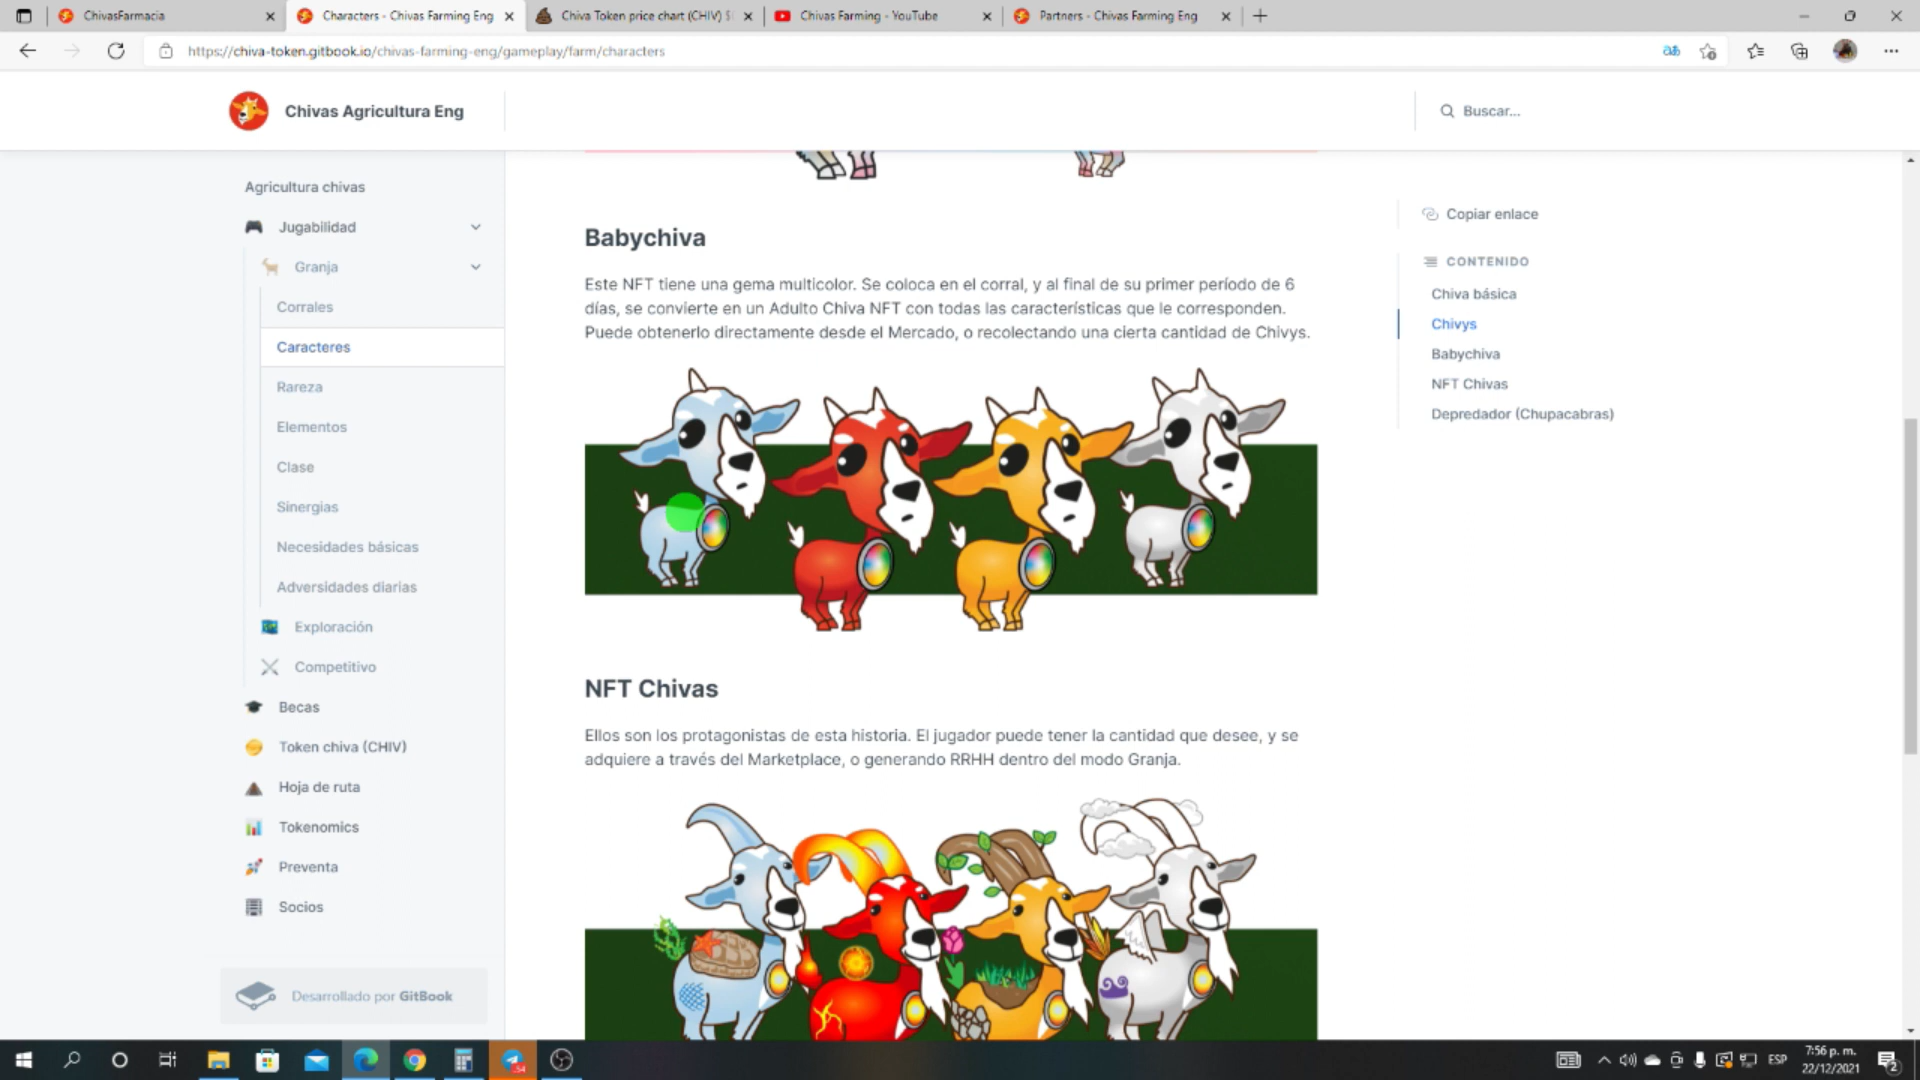 ChivasFarmacia
Characters - Chivas Farming Eng
Chiva Token price chart (CHIV) $
Chivas Farming - YouTube
Partners - Chivas Farming Eng
https://chiva-token.gitbook.io/chivas-farming-eng/gameplay/farm/characters
Chivas Agricultura Eng
Buscar...
Agricultura chivas
Jugabilidad
Granja
Corrales
Caracteres
Rareza
Elementos
Clase
Sinergias
Necesidades básicas
Adversidades diarias
Exploración
Competitivo
Becas
Token chiva (CHIV)
Hoja de ruta
Tokenomics
Preventa
Socios
Desarrollado por GitBook
Babychiva
Este NFT tiene una gema multicolor. Se coloca en el corral, y al final de su primer período de 6
días, se convierte en un Adulto Chiva NFT con todas las características que le corresponden.
Puede obtenerlo directamente desde el Mercado, o recolectando una cierta cantidad de Chivys.
NFT Chivas
Ellos son los protagonistas de esta historia. El jugador puede tener la cantidad que desee, y se
adquiere a través del Marketplace, o generando RRHH dentro del modo Granja.
Copiar enlace
CONTENIDO
Chiva básica
Chivys
Babychiva
NFT Chivas
Depredador (Chupacabras)
54
ESP
7:56 p. m.
22/12/2021
2